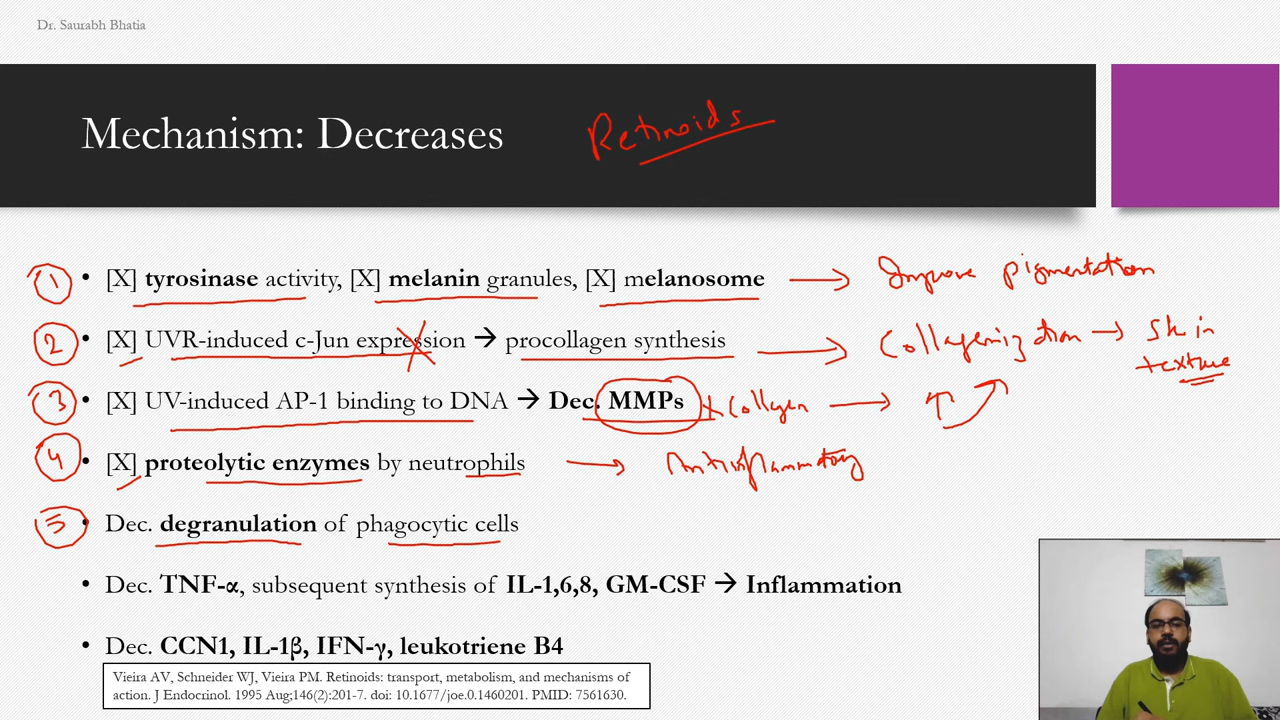 Dr. Saurabh Bhatia
Mechanism: Decreases
Retinoids
1 • [X] tyrosinase activity, [X] melanin granules, [X] melanosome → Improve pigmentation
2 • [X] UVR-induced c-Jun expression → procollagen synthesis → Collagenization → Skin
texture
3 • [X] UV-induced AP-1 binding to DNA → Dec. MMPs + Collagen → ↑
4 • [X] proteolytic enzymes by neutrophils → Antiinflammatory
5 • Dec. degranulation of phagocytic cells
• Dec. TNF-α, subsequent synthesis of IL-1,6,8, GM-CSF → Inflammation
• Dec. CCN1, IL-1β, IFN-γ, leukotriene B4
Vieira AV, Schneider WJ, Vieira PM. Retinoids: transport, metabolism, and mechanisms of
action. J Endocrinol. 1995 Aug;146(2):201-7. doi: 10.1677/joe.0.1460201. PMID: 7561630.